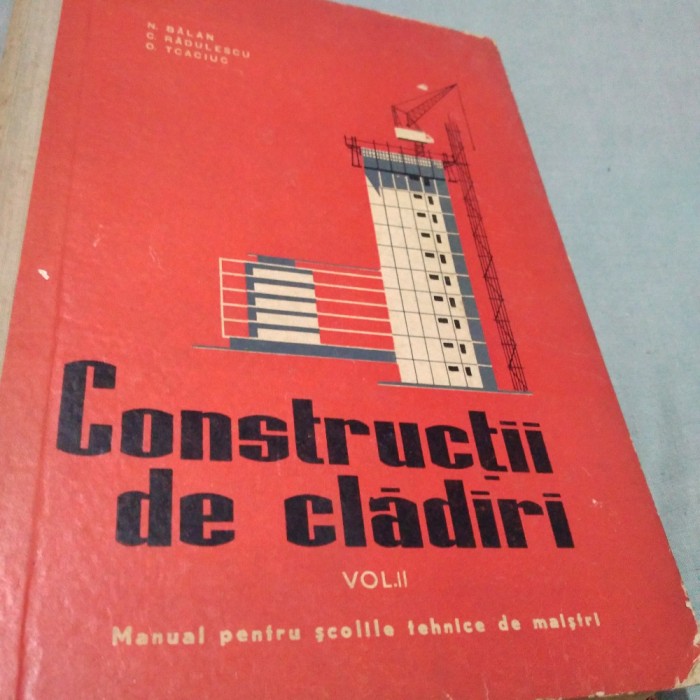 N. BĂLAN
C. RĂDULESCU
O. TCACIUC
Construcții
de clădiri
VOL.II
Manual pentru școlile tehnice de maiștri